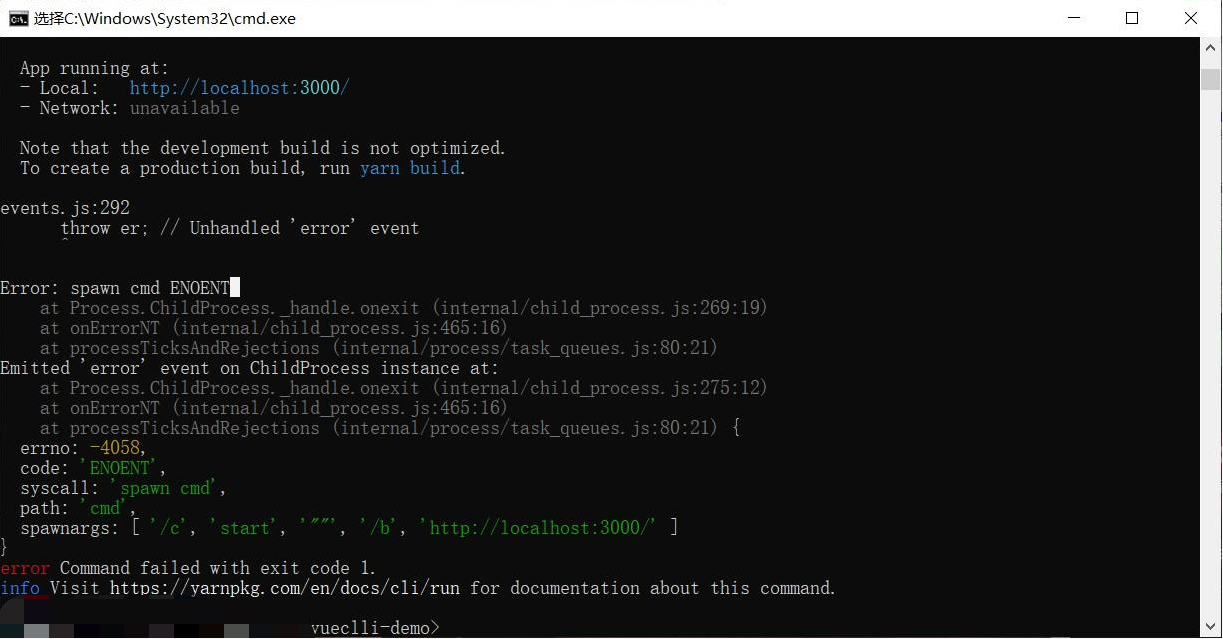 选择C:\Windows\System32\cmd.exe
App running at:
- Local: http://localhost:3000/
- Network: unavailable
Note that the development build is not optimized.
To create a production build, run yarn build.
events.js:292
throw er; // Unhandled 'error' event
^
Error: spawn cmd ENOENT
at Process.ChildProcess._handle.onexit (internal/child_process.js:269:19)
at onErrorNT (internal/child_process.js:465:16)
at processTicksAndRejections (internal/process/task_queues.js:80:21)
Emitted 'error' event on ChildProcess instance at:
at Process.ChildProcess._handle.onexit (internal/child_process.js:275:12)
at onErrorNT (internal/child_process.js:465:16)
at processTicksAndRejections (internal/process/task_queues.js:80:21) {
errno: -4058,
code: 'ENOENT',
syscall: 'spawn cmd',
path: 'cmd',
spawnargs: [ '/c', 'start', '""', '/b', 'http://localhost:3000/' ]
}
error Command failed with exit code 1.
info Visit https://yarnpkg.com/en/docs/cli/run for documentation about this command.
vueclli-demo>